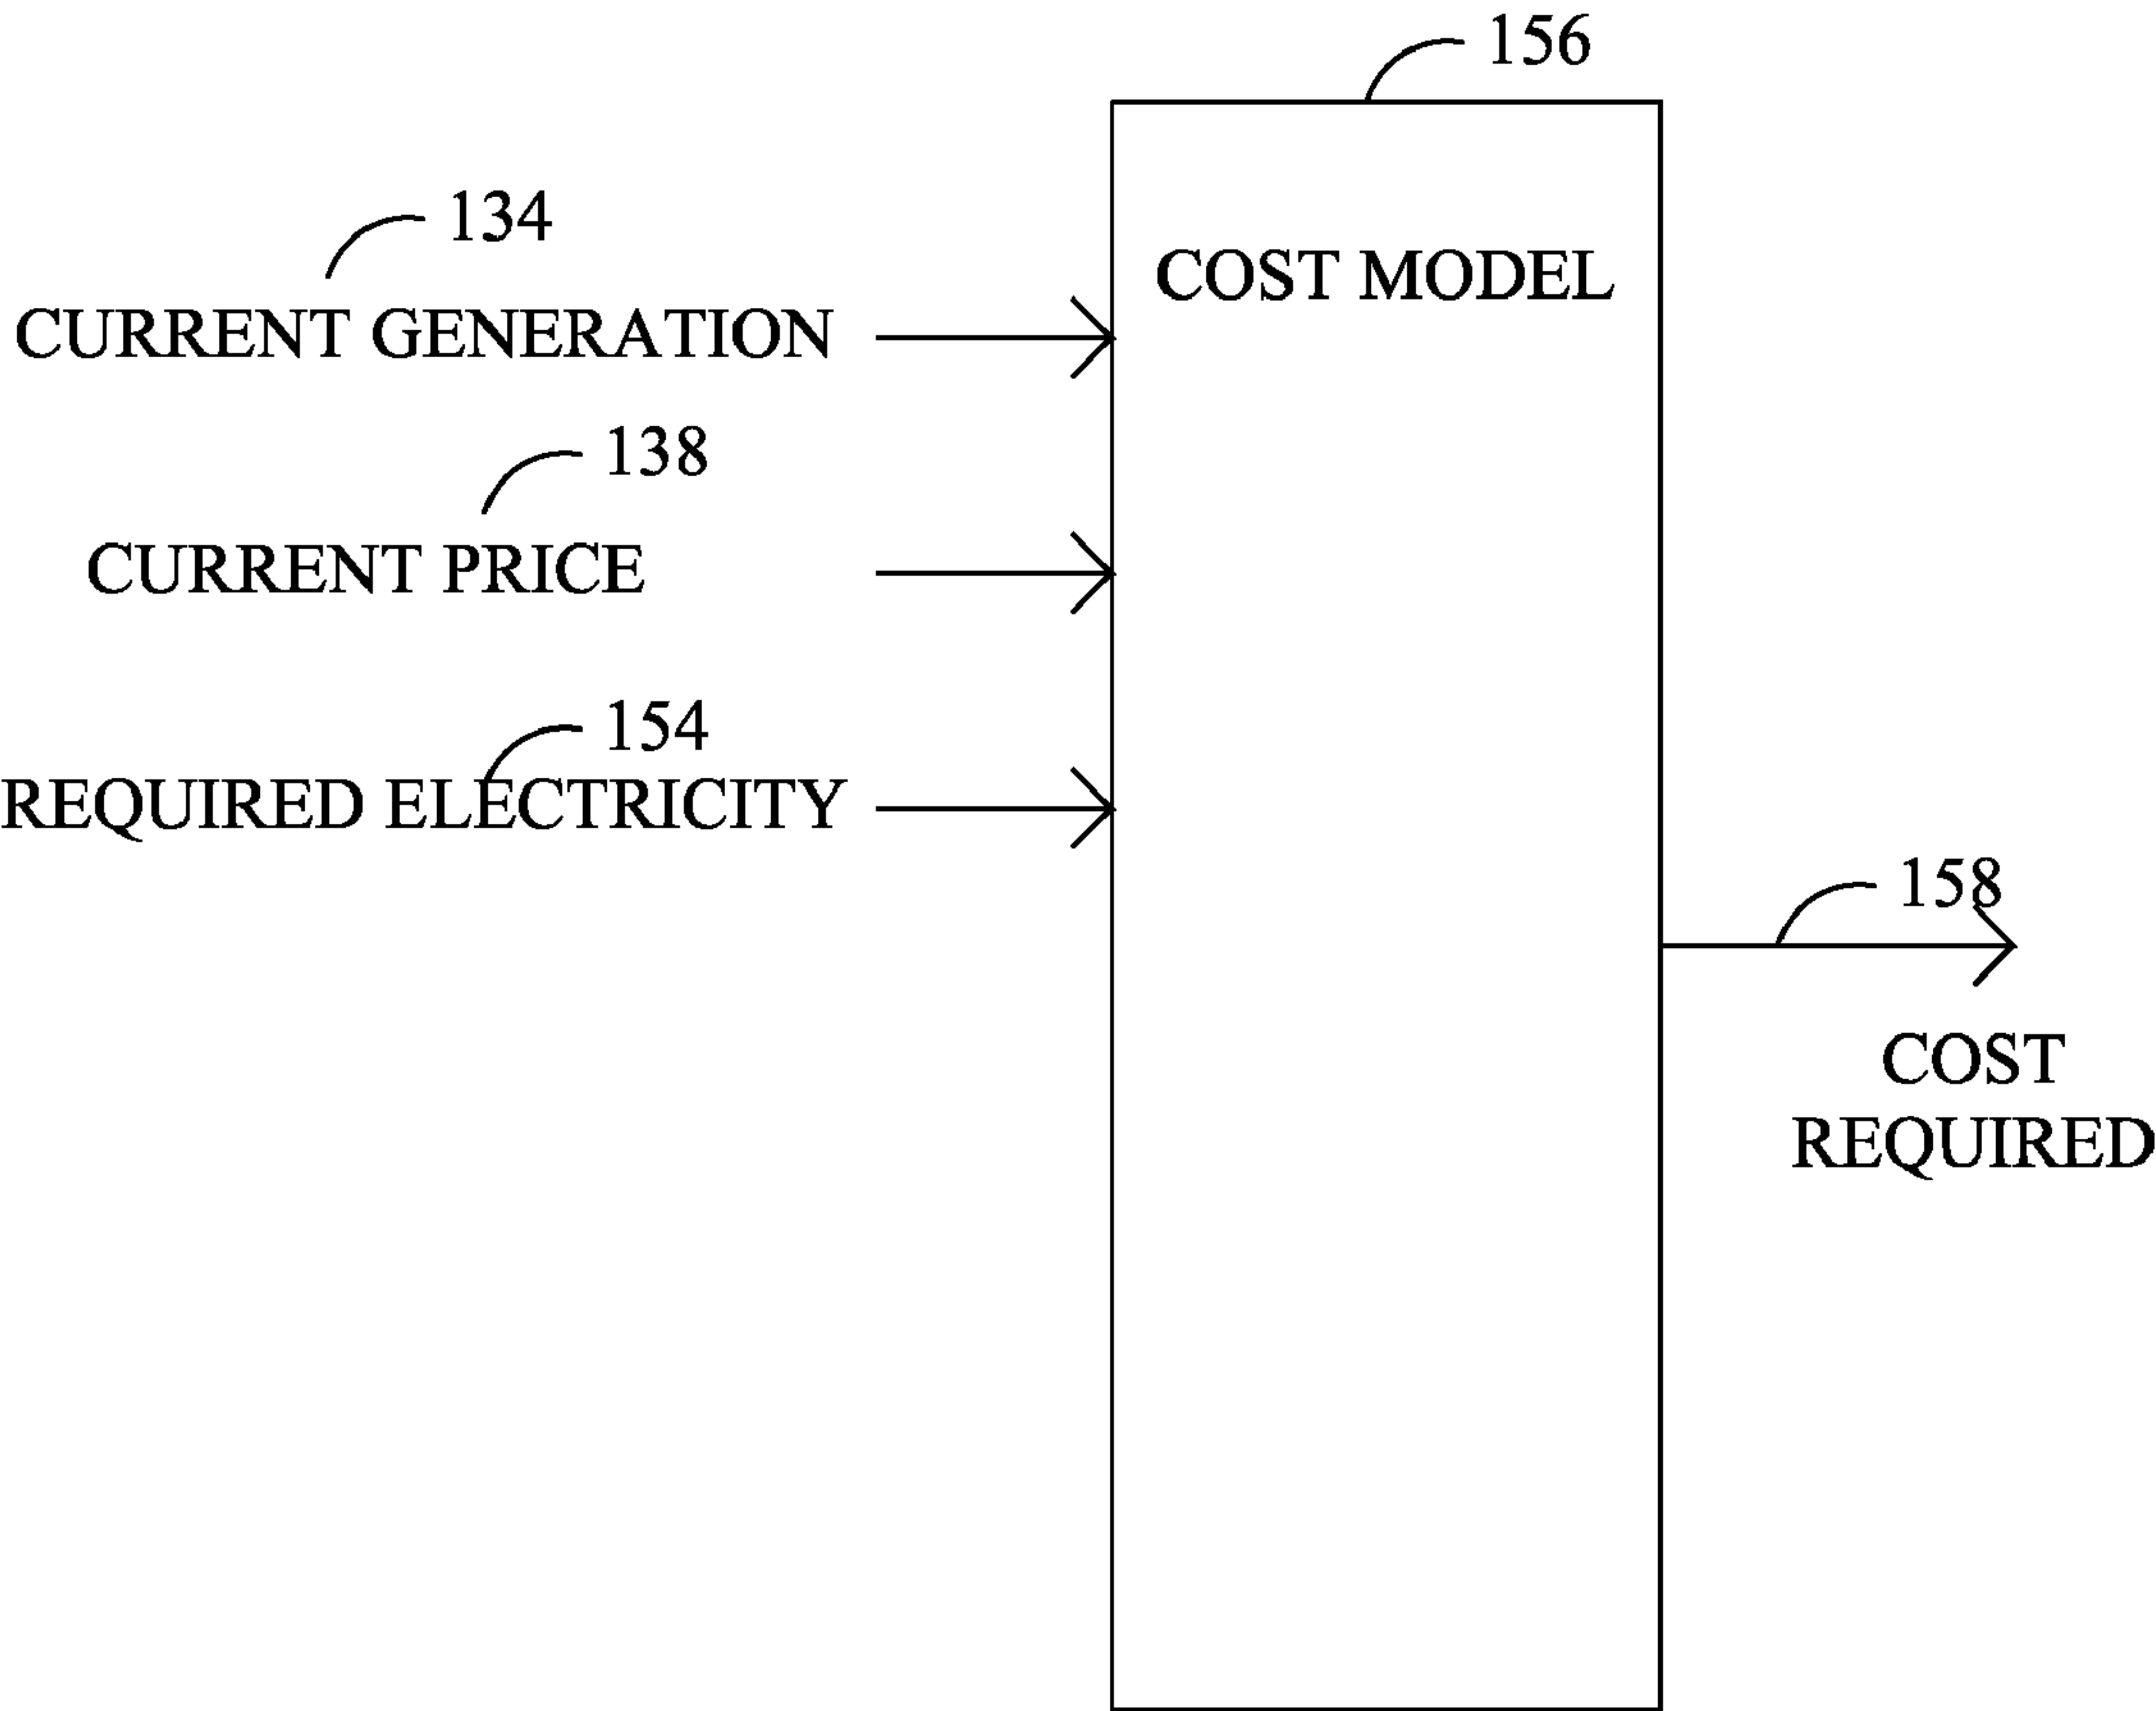 156
134
COST MODEL
CURRENT GENERATION
138
CURRENT PRICE
154
REQUIRED ELECTRICITY
158
COST
REQUIRED